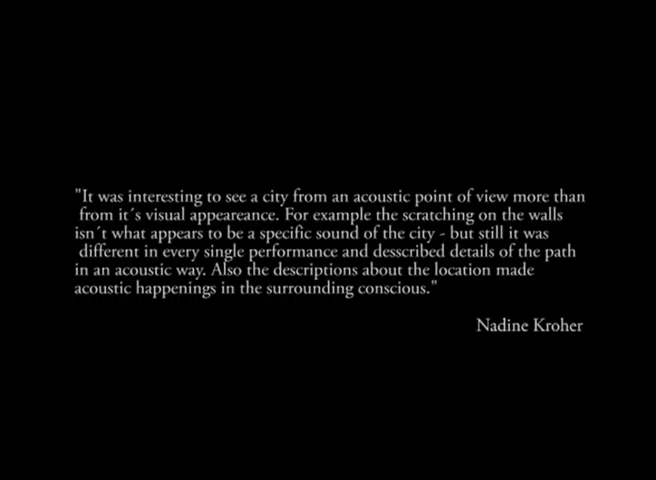 "It was interesting to see a city from an acoustic point of view more than
from it´s visual appeareance. For example the scratching on the walls
isn´t what appears to be a specific sound of the city - but still it was
different in every single performance and desscribed details of the path
in an acoustic way. Also the descriptions about the location made
acoustic happenings in the surrounding conscious."
Nadine Kroher